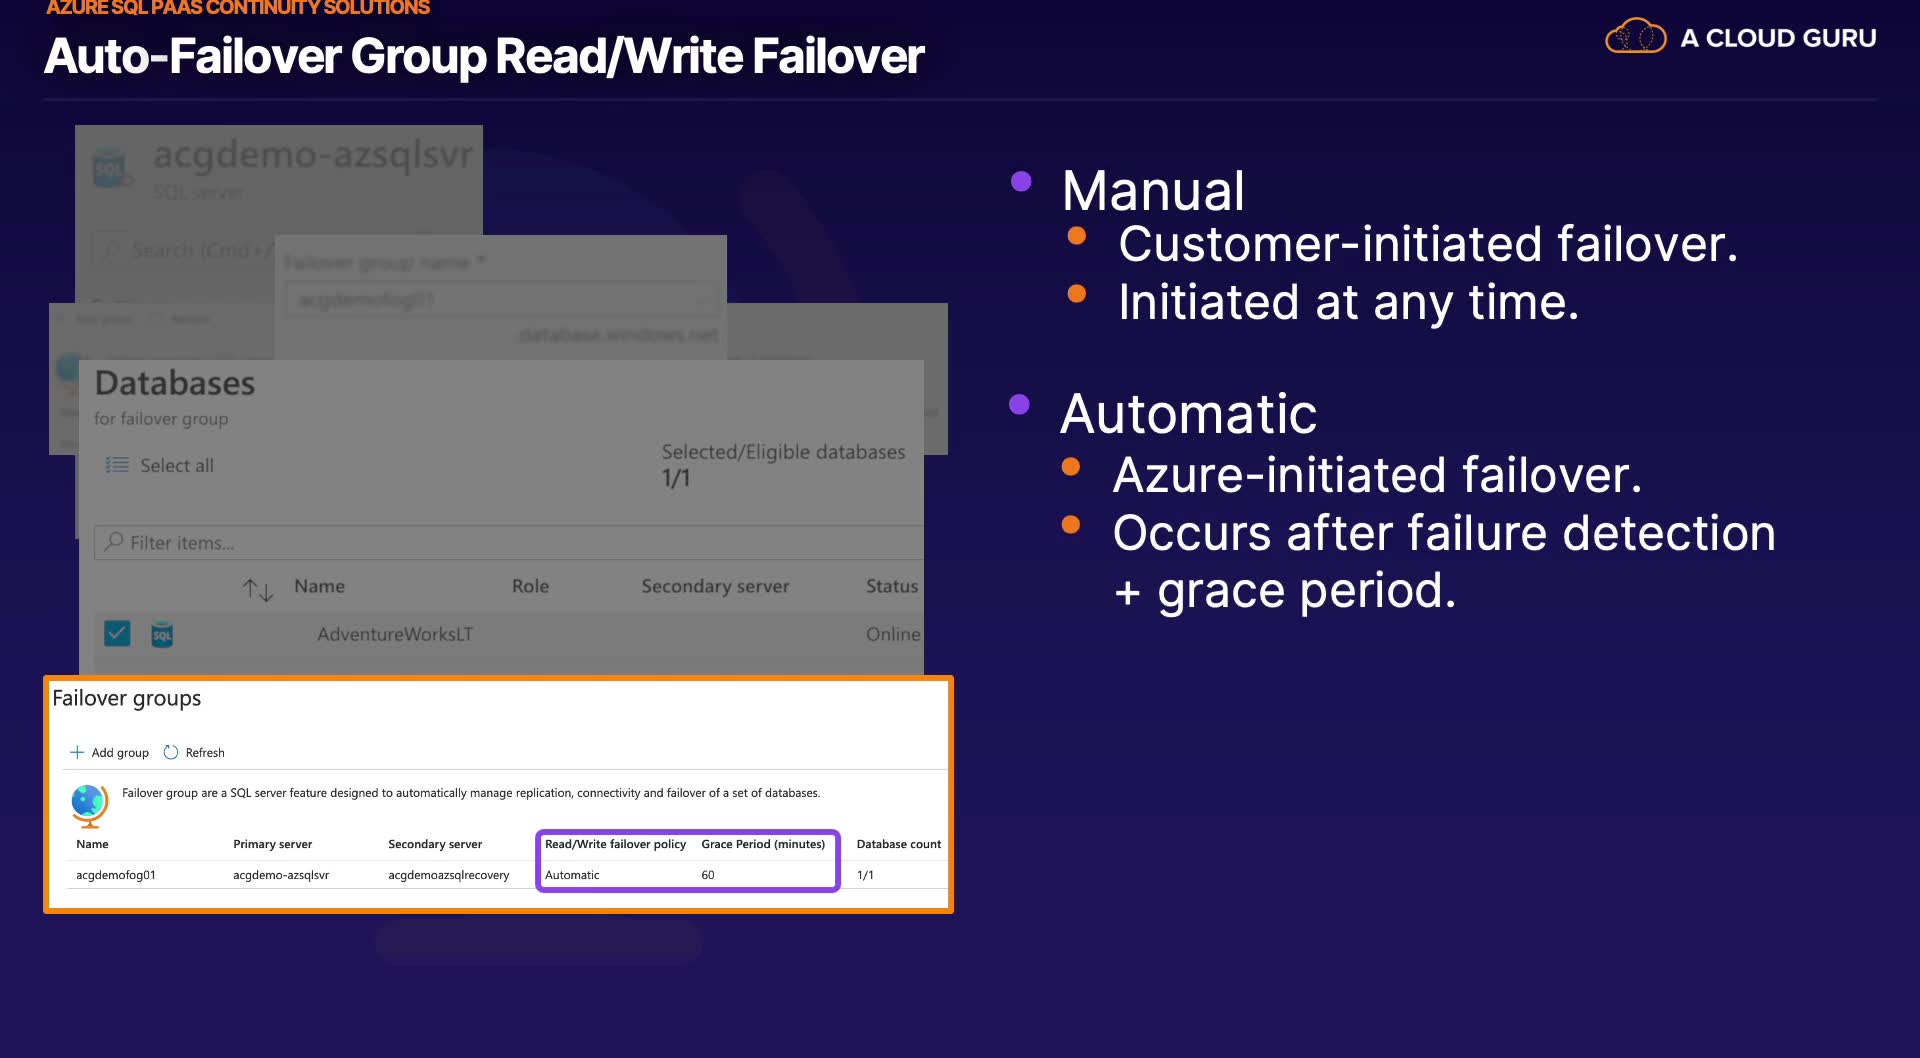 AZURE SQL PAAS CONTINUITY SOLUTIONS
Auto-Failover Group Read/Write Failover
A CLOUD GURU
acgdemo-azsqlsvr
SQL server
Search (Cmd+/
Failover group name *
acgdemofog01
.database.windows.net
Databases
for failover group
Select all
Selected/Eligible databases
1/1
Filter items...
Name Role Secondary server Status
SQL AdventureWorksLT Online
Failover groups
Add group Refresh
Failover group are a SQL server feature designed to automatically manage replication, connectivity and failover of a set of databases.
Name Primary server Secondary server Read/Write failover policy Grace Period (minutes) Database count
acgdemofog01 acgdemo-azsqlsvr acgdemoazsqlrecovery Automatic 60 1/1
Manual
Customer-initiated failover.
Initiated at any time.
Automatic
Azure-initiated failover.
Occurs after failure detection
+ grace period.